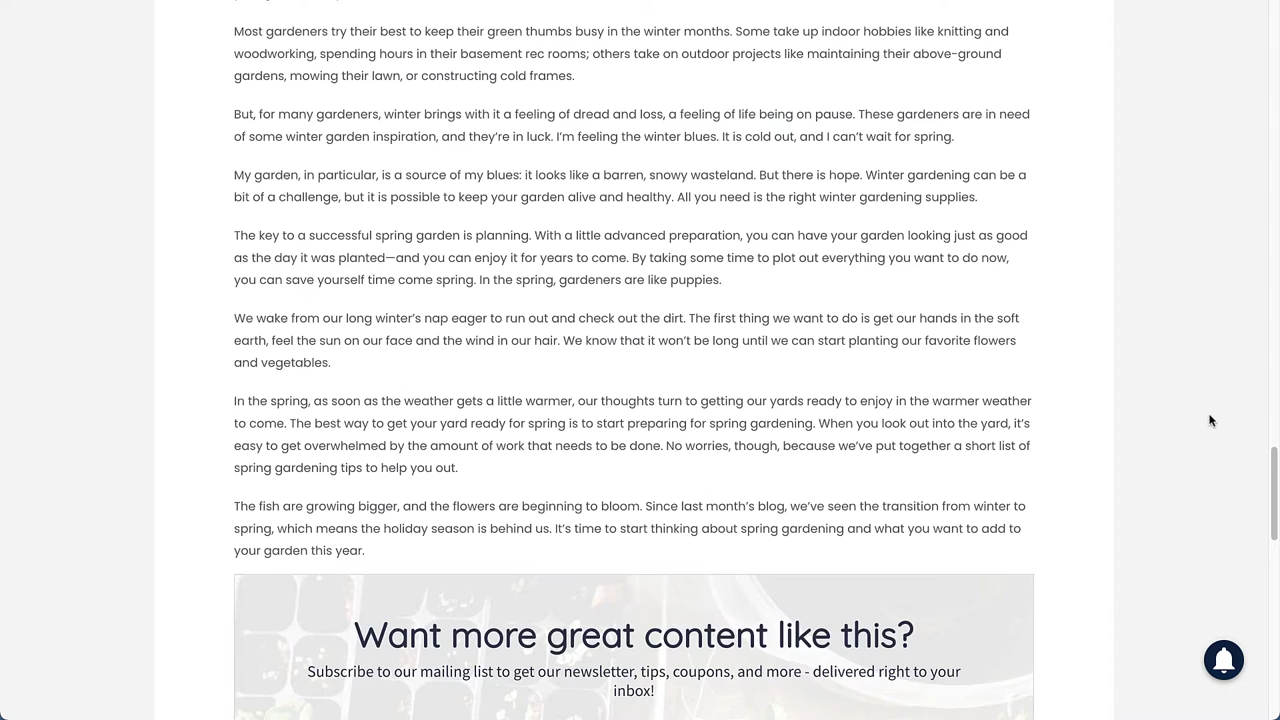 Most gardeners try their best to keep their green thumbs busy in the winter months. Some take up indoor hobbies like knitting and
woodworking, spending hours in their basement rec rooms; others take on outdoor projects like maintaining their above-ground
gardens, mowing their lawn, or constructing cold frames.
But, for many gardeners, winter brings with it a feeling of dread and loss, a feeling of life being on pause. These gardeners are in need
of some winter garden inspiration, and they’re in luck. I’m feeling the winter blues. It is cold out, and I can’t wait for spring.
My garden, in particular, is a source of my blues: it looks like a barren, snowy wasteland. But there is hope. Winter gardening can be a
bit of a challenge, but it is possible to keep your garden alive and healthy. All you need is the right winter gardening supplies.
The key to a successful spring garden is planning. With a little advanced preparation, you can have your garden looking just as good
as the day it was planted—and you can enjoy it for years to come. By taking some time to plot out everything you want to do now,
you can save yourself time come spring. In the spring, gardeners are like puppies.
We wake from our long winter’s nap eager to run out and check out the dirt. The first thing we want to do is get our hands in the soft
earth, feel the sun on our face and the wind in our hair. We know that it won’t be long until we can start planting our favorite flowers
and vegetables.
In the spring, as soon as the weather gets a little warmer, our thoughts turn to getting our yards ready to enjoy in the warmer weather
to come. The best way to get your yard ready for spring is to start preparing for spring gardening. When you look out into the yard, it’s
easy to get overwhelmed by the amount of work that needs to be done. No worries, though, because we’ve put together a short list of
spring gardening tips to help you out.
The fish are growing bigger, and the flowers are beginning to bloom. Since last month’s blog, we’ve seen the transition from winter to
spring, which means the holiday season is behind us. It’s time to start thinking about spring gardening and what you want to add to
your garden this year.
Want more great content like this?
Subscribe to our mailing list to get our newsletter, tips, coupons, and more - delivered right to your
inbox!